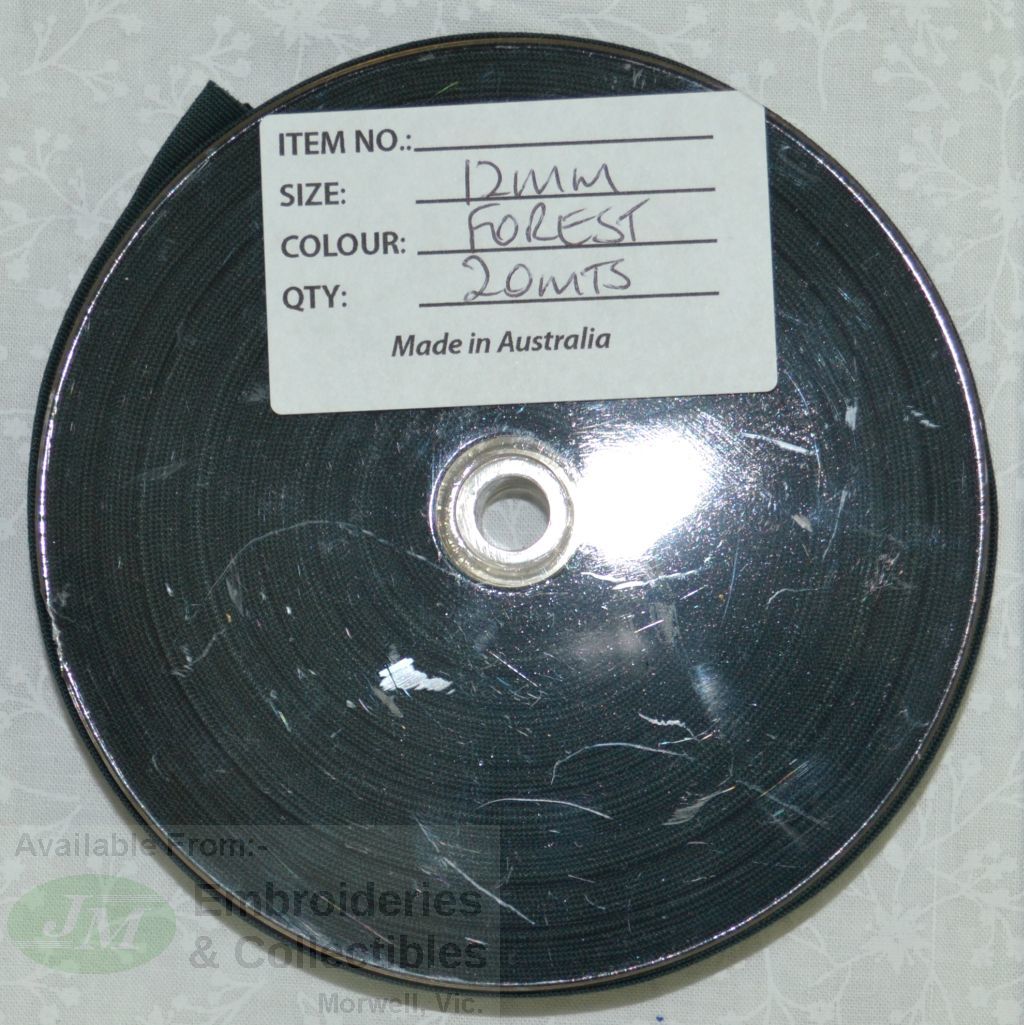 ITEM NO.:
SIZE: 12MM
COLOUR: FOREST
QTY: 20MTS
Made in Australia
Available From:-
JM Embroideries
& Collectibles
Morwell, Vic.